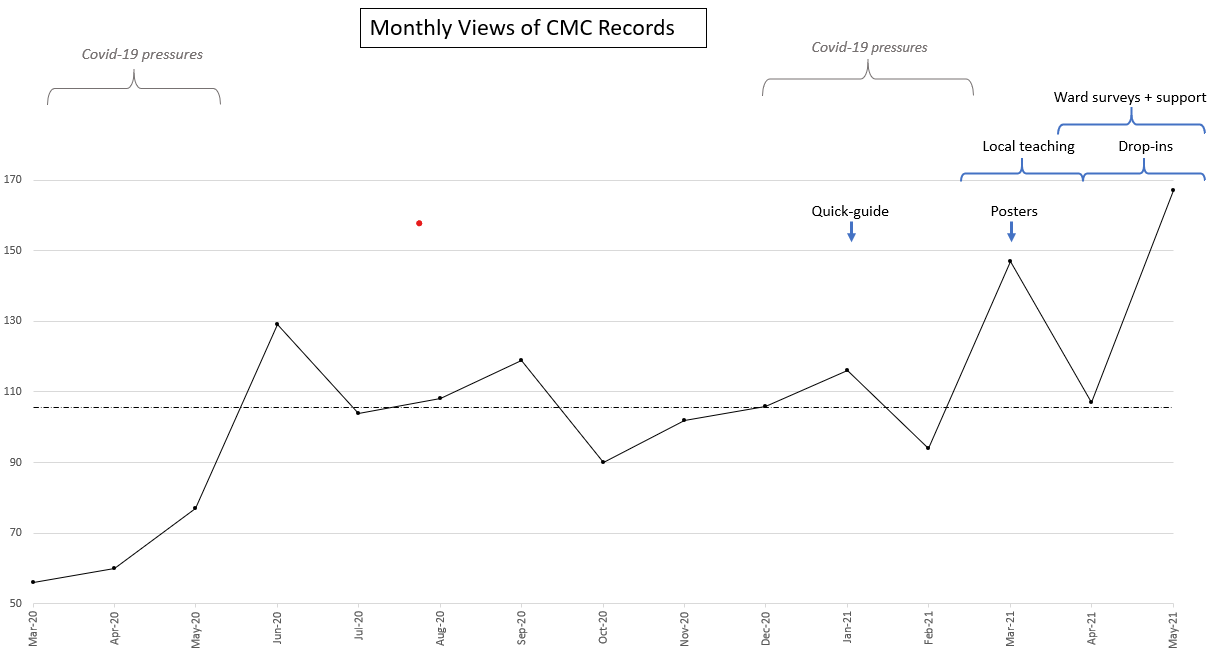 Monthly Views of CMC Records
Covid-19 pressures
Covid-19 pressures
Ward surveys + support
Local teaching
Drop-ins
Quick-guide
Posters
170
150
130
110
90
70
50
Mar-20
Apr-20
May-20
Jun-20
Jul-20
Aug-20
Sep-20
Oct-20
Nov-20
Dec-20
Jan-21
Feb-21
Mar-21
Apr-21
May-21